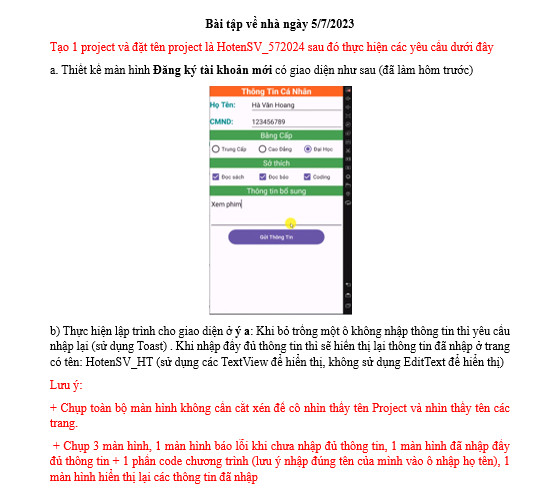 Bài tập về nhà ngày 5/7/2023
Tạo 1 project và đặt tên project là HotenSV_572024 sau đó thực hiện các yêu cầu dưới đây
a. Thiết kế màn hình Đăng ký tài khoản mới có giao diện như sau (đã làm hôm trước)
Thông Tin Cá Nhân
Họ Tên: Hà Văn Hoang
CMND: 123456789
Bằng Cấp
Trung Cấp Cao Đẳng Đại Học
Sở thích
Đọc sách Đọc báo Coding
Thông tin bổ sung
Xem phim
Gửi Thông Tin
b) Thực hiện lập trình cho giao diện ở ý a: Khi bỏ trống một ô không nhập thông tin thì yêu cầu
nhập lại (sử dụng Toast) . Khi nhập đầy đủ thông tin thì sẽ hiển thị lại thông tin đã nhập ở trang
có tên: HotenSV_HT (sử dụng các TextView để hiển thị, không sử dụng EditText để hiển thị)
Lưu ý:
+ Chụp toàn bộ màn hình không cần cắt xén để cô nhìn thấy tên Project và nhìn thấy tên các
trang.
+ Chụp 3 màn hình, 1 màn hình báo lỗi khi chưa nhập đủ thông tin, 1 màn hình đã nhập đầy
đủ thông tin + 1 phần code chương trình (lưu ý nhập đúng tên của mình vào ô nhập họ tên), 1
màn hình hiển thị lại các thông tin đã nhập